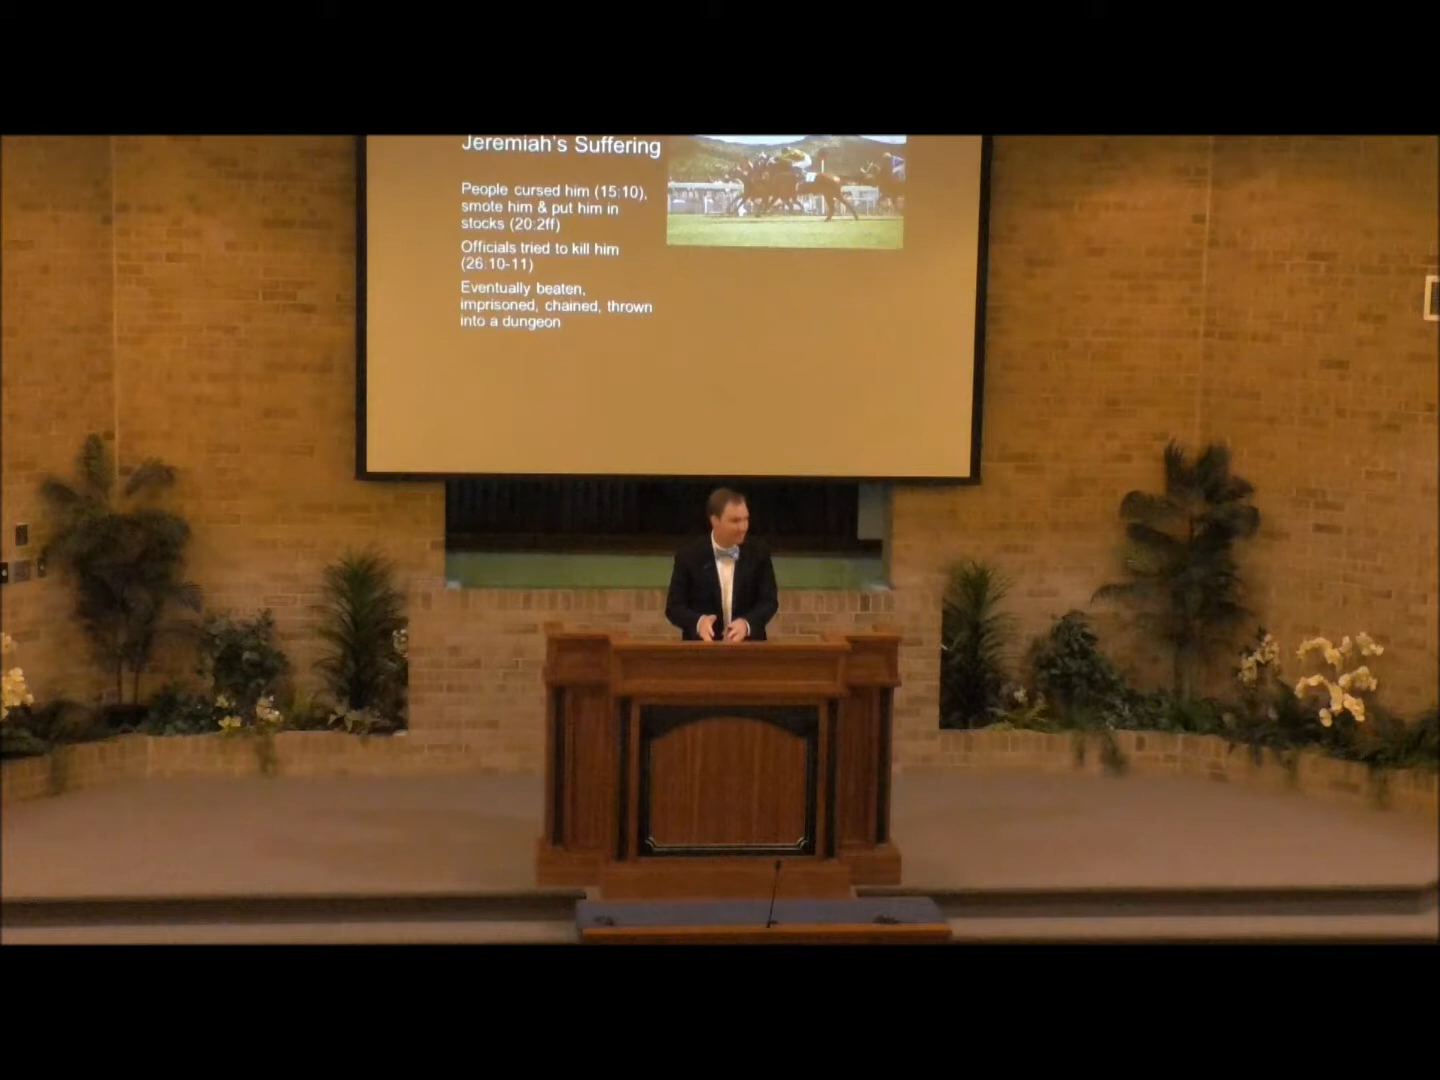 Jeremiah's Suffering
People cursed him (15:10),
smote him & put him in
stocks (20:2ff)
Officials tried to kill him
(26:10-11)
Eventually beaten,
imprisoned, chained, thrown
into a dungeon